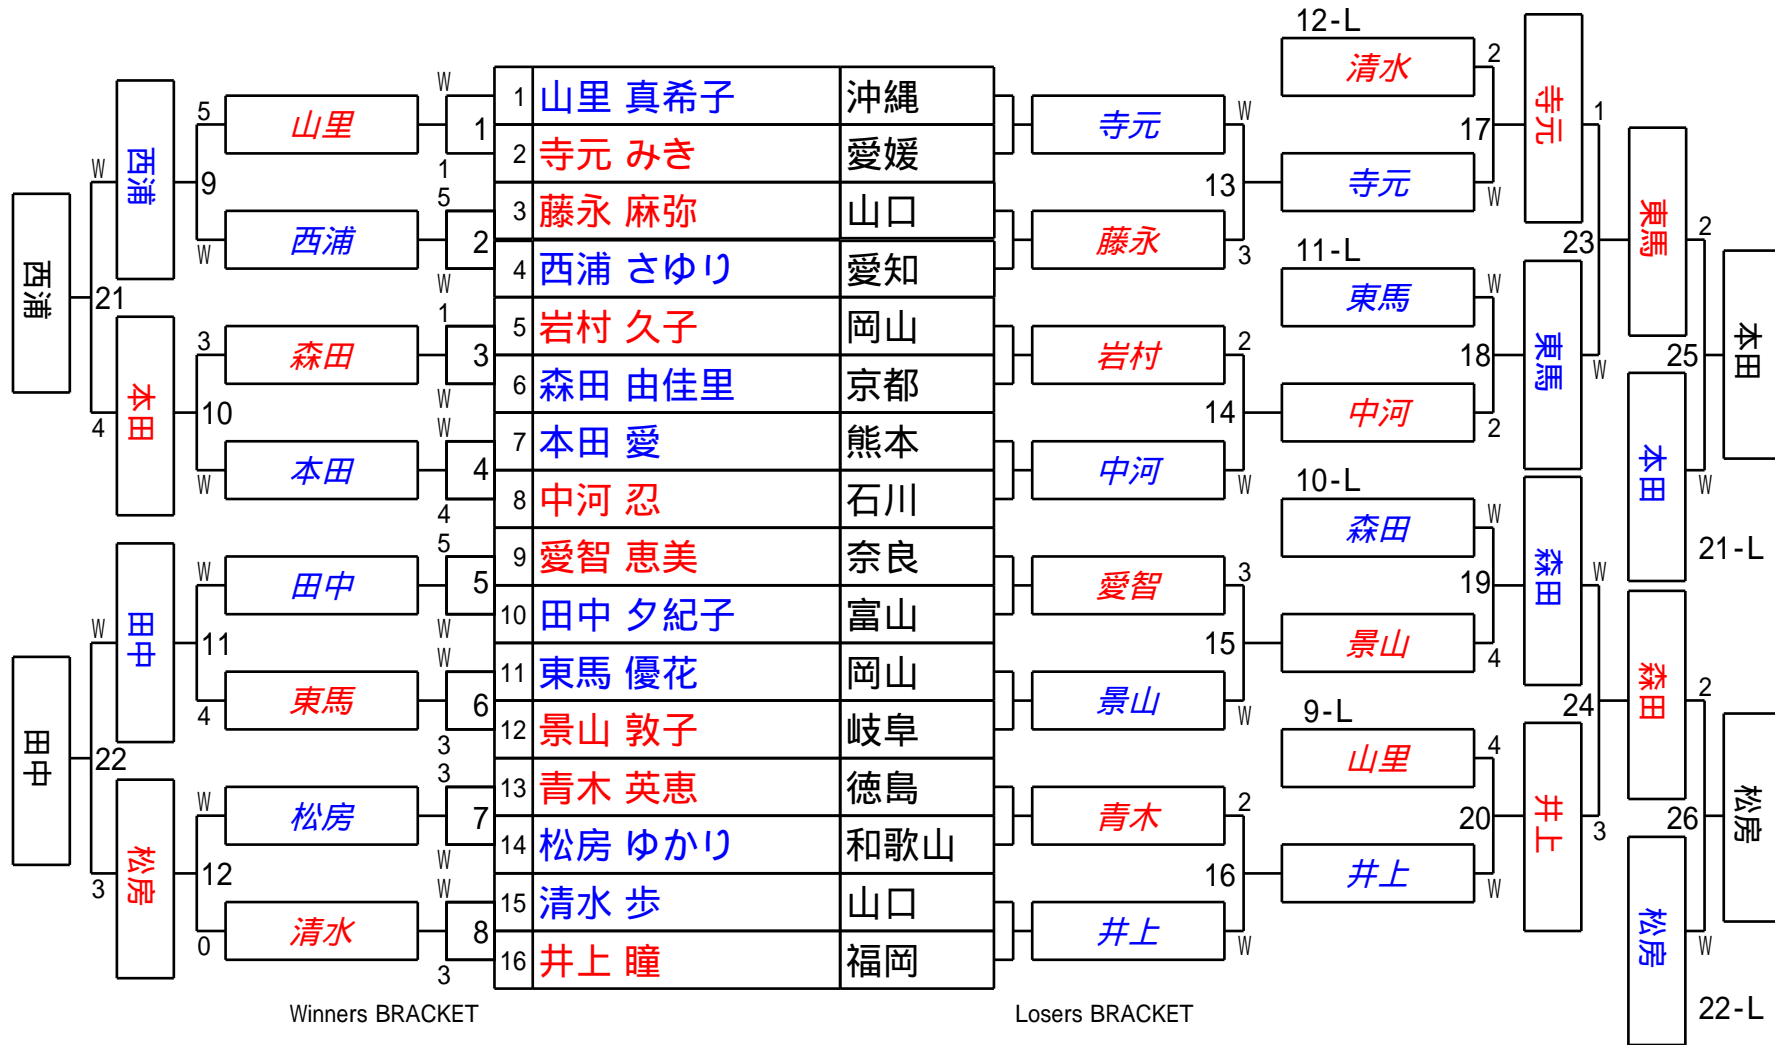 12-L
清水 2
W
1 山里 真希子 沖縄
5 山里 1 寺元 W 17 寺元 1
2 寺元 みき 愛媛
W 西浦 9 1 13 寺元 W 東馬 2
5 3 藤永 麻弥 山口
W 西浦 2 藤永 3 23
4 西浦 さゆり 愛知
W 11-L
西浦 21 東馬 W 本田
1 5 岩村 久子 岡山
3 森田 3 岩村 2 18 東馬 W 25
6 森田 由佳里 京都
W
4 本田 10 14 中河 2 本田 W
W 7 本田 愛 熊本
W 本田 4 中河 W
8 中河 忍 石川
4 10-L
森田 W
5 9 愛智 恵美 奈良 21-L
W 田中 5 愛智 3 19 森田 W
10 田中 夕紀子 富山
W
W 田中 11 15 景山 4 森田 2
W 11 東馬 優花 岡山
4 東馬 6 景山 W 24
12 景山 敦子 岐阜
3 9-L
田中 22 山里 4 松房
3 13 青木 英恵 徳島
W 松房 7 青木 2 20 井上 3 26
14 松房 ゆかり 和歌山
W
3 松房 12 16 井上 W 松房 W
W 15 清水 歩 山口
0 清水 8 井上 W
16 井上 瞳 福岡
3
22-L
Winners BRACKET Losers BRACKET